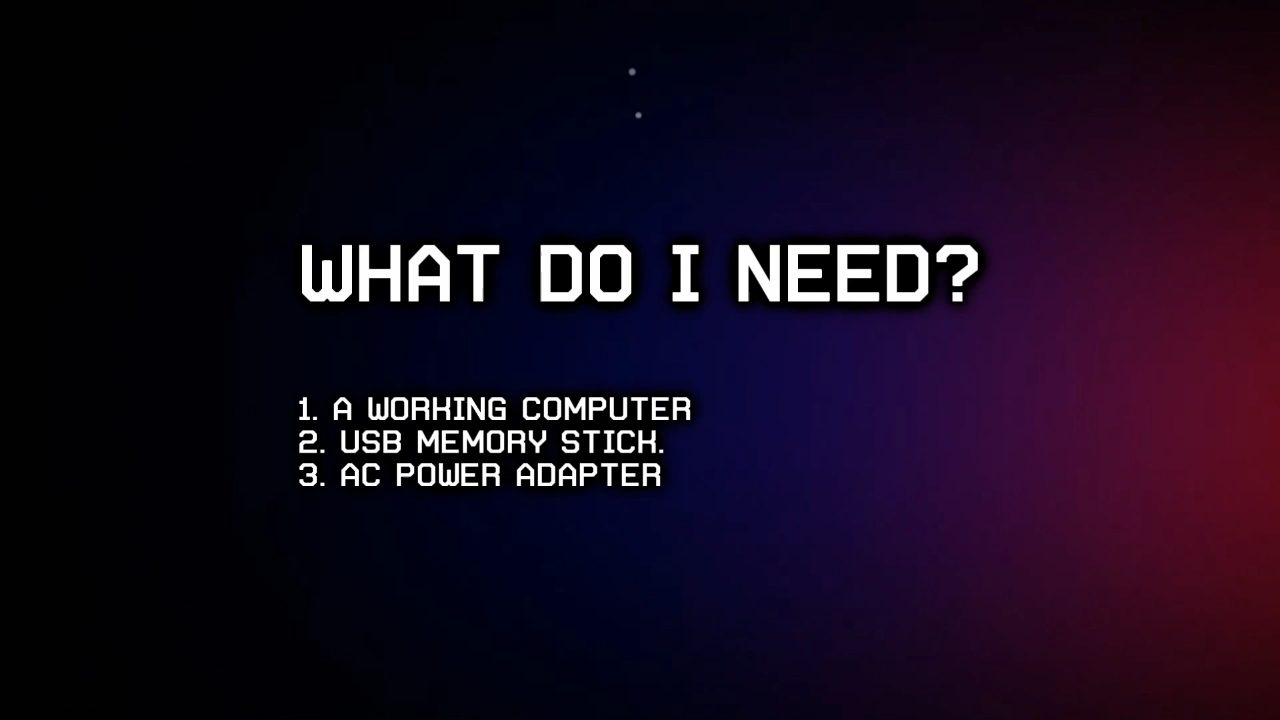 WHAT DO I NEED?
1. A WORKING COMPUTER
2. USB MEMORY STICK.
3. AC POWER ADAPTER